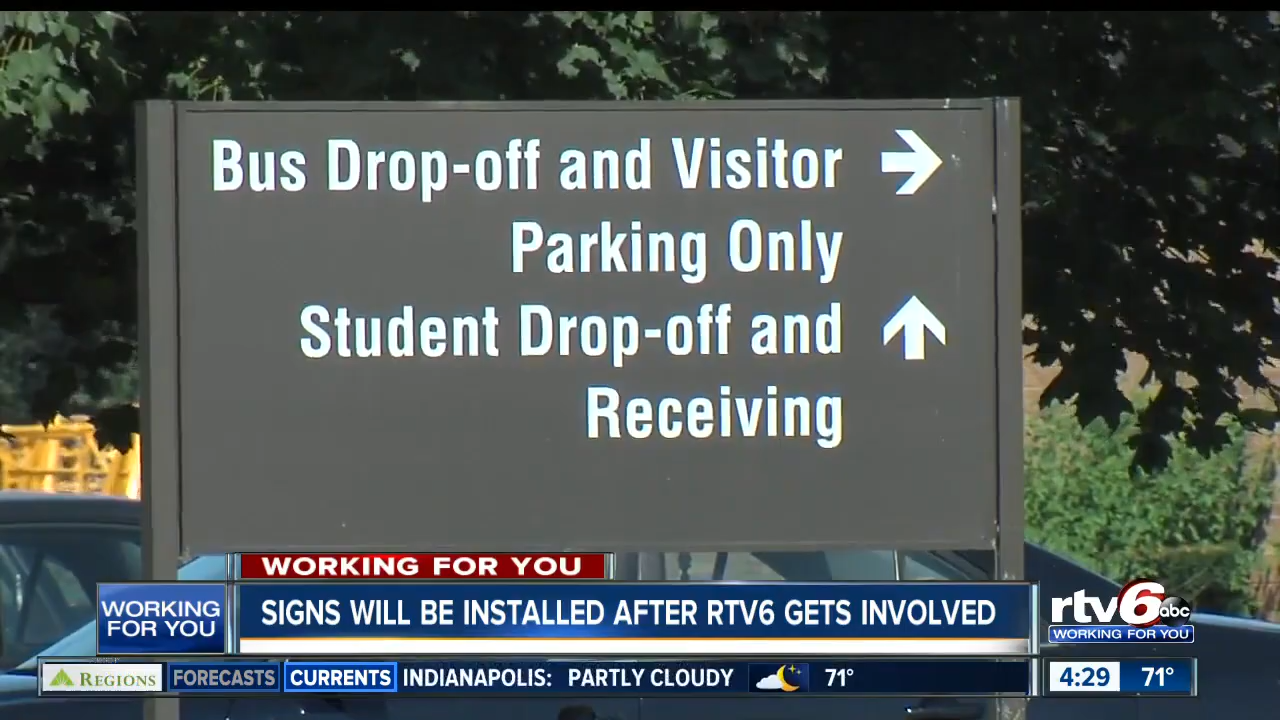 Bus Drop-off and Visitor →
Parking Only
Student Drop-off and ↑
Receiving
WORKING FOR YOU
WORKING
FOR YOU
SIGNS WILL BE INSTALLED AFTER RTV6 GETS INVOLVED
rtv6 abc
WORKING FOR YOU
REGIONS FORECASTS CURRENTS INDIANAPOLIS: PARTLY CLOUDY 71° 4:29 71°